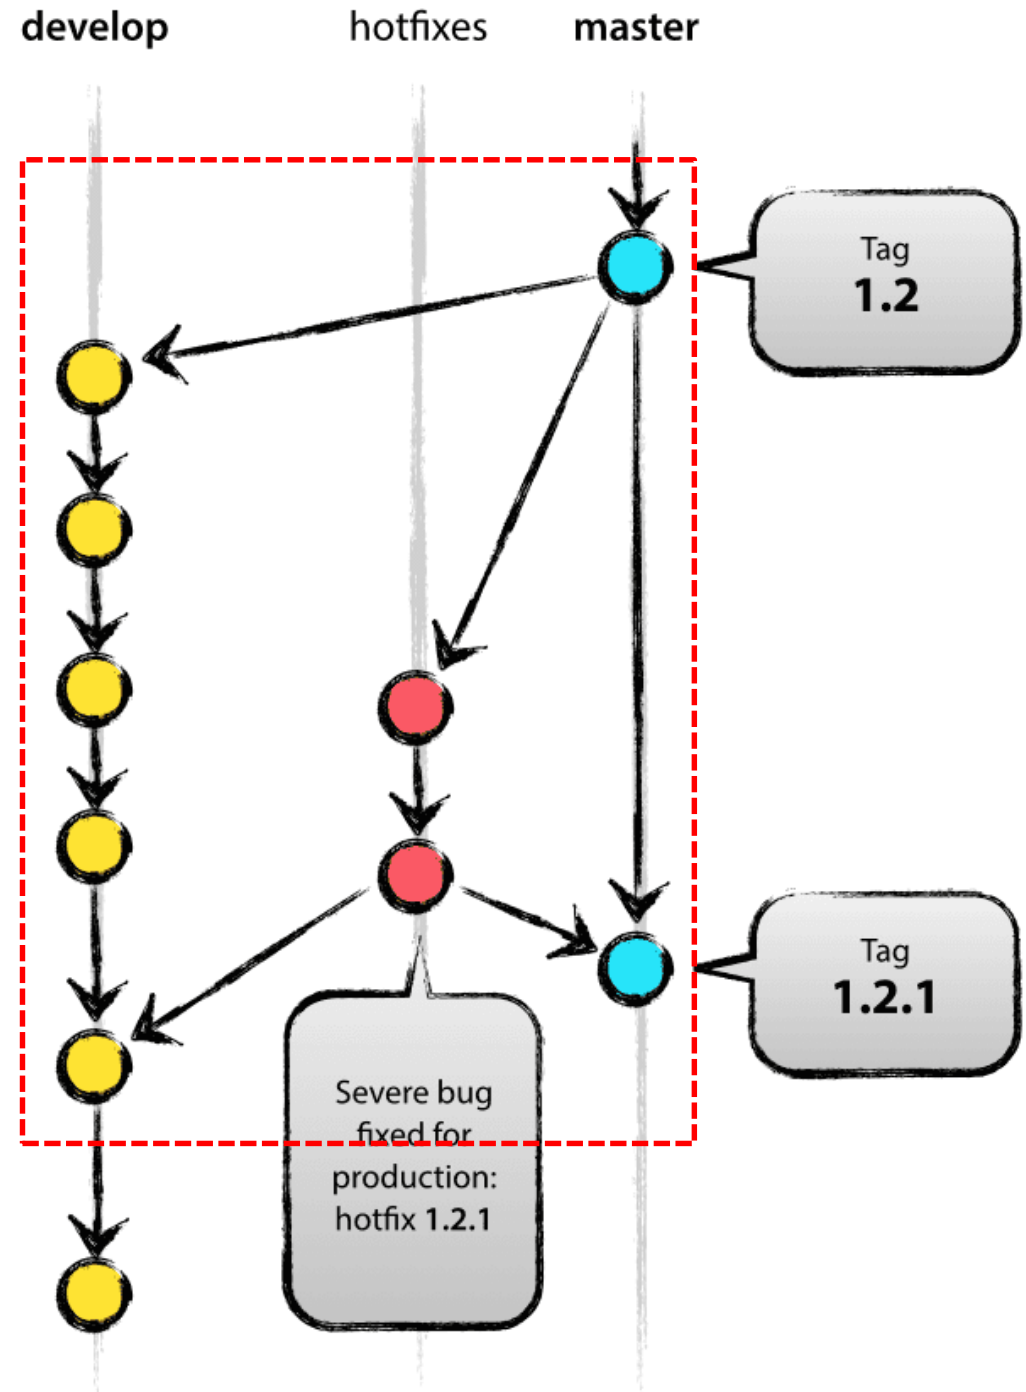 develop
hotfixes
master
Tag
1.2
Tag
1.2.1
Severe bug
fixed for
production:
hotfix 1.2.1